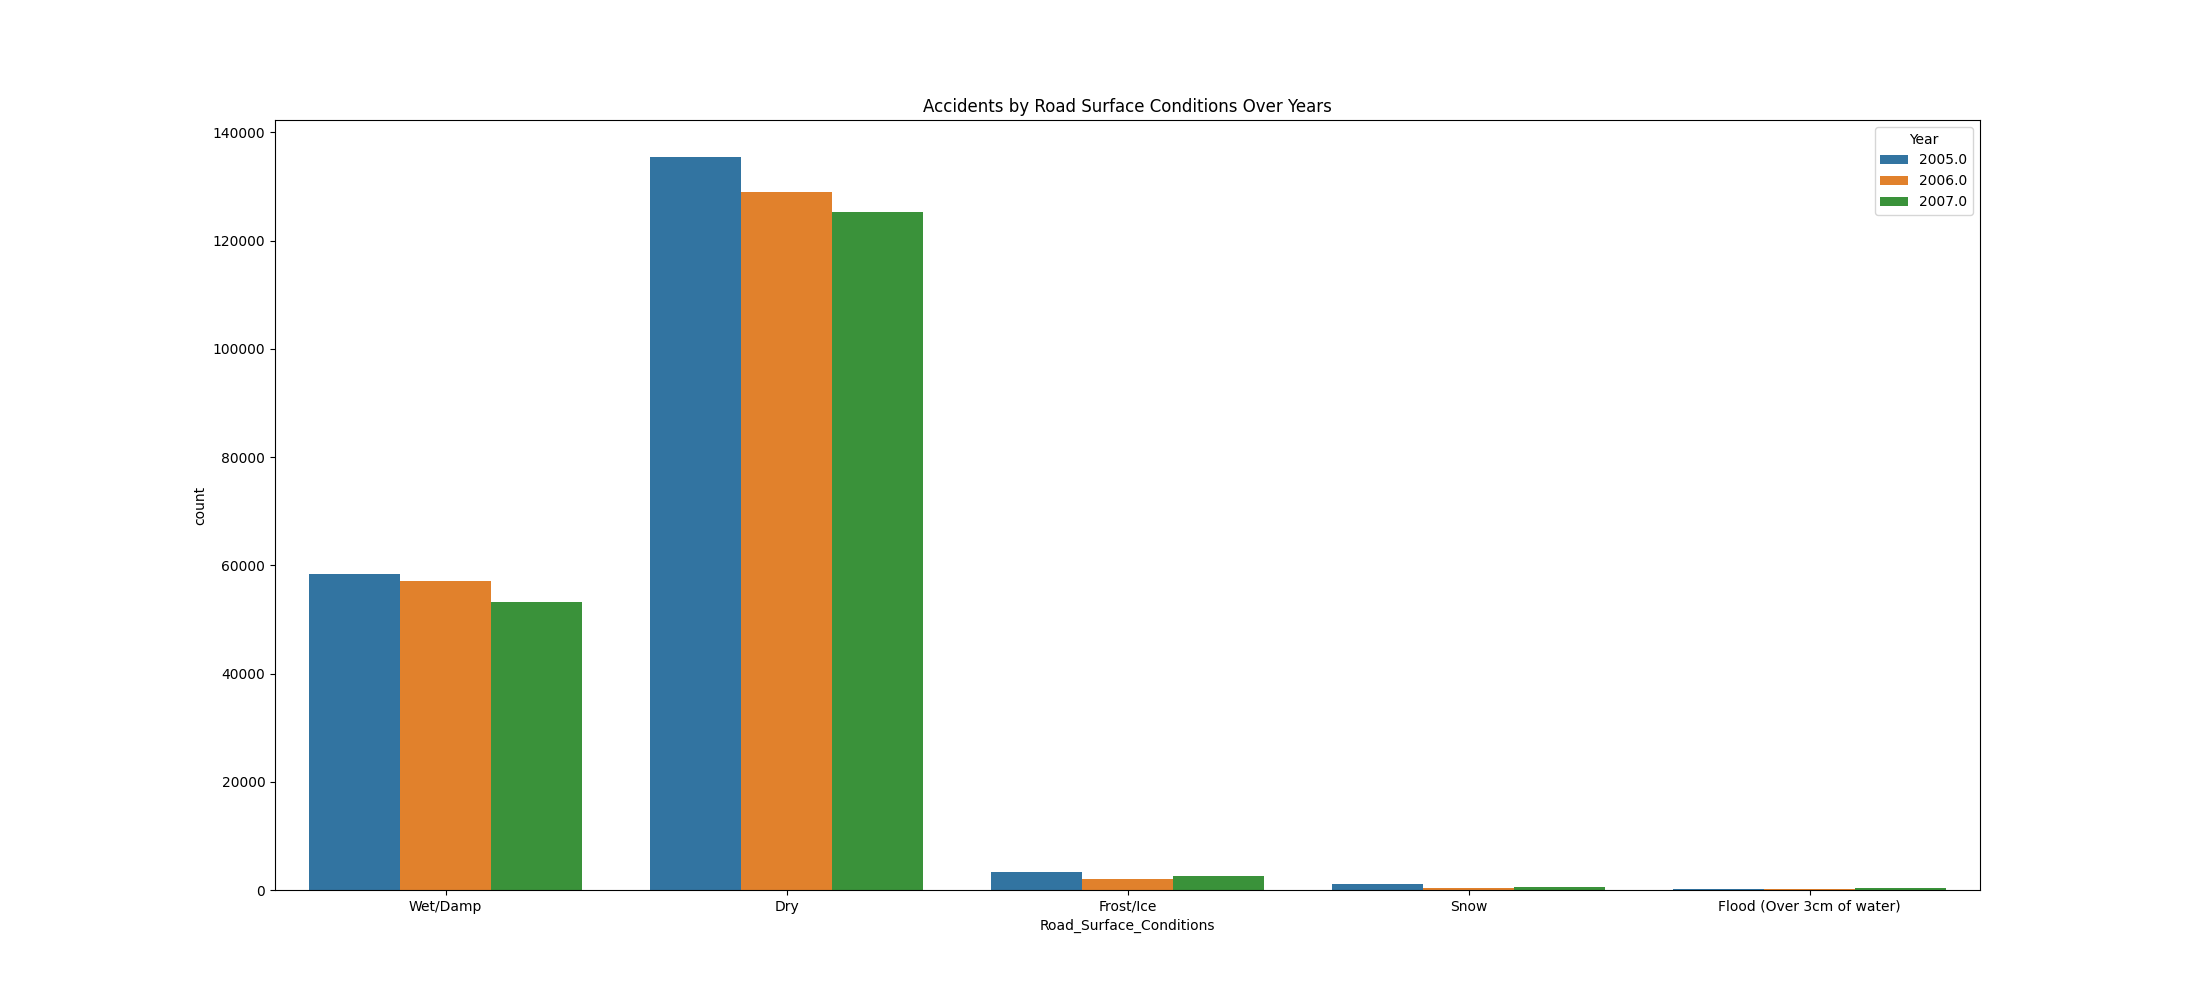 Accidents by Road Surface Conditions Over Years
140000
120000
100000
80000
60000
40000
20000
0
count
Year
2005.0
2006.0
2007.0
Wet/Damp
Dry
Frost/Ice
Snow
Flood (Over 3cm of water)
Road_Surface_Conditions